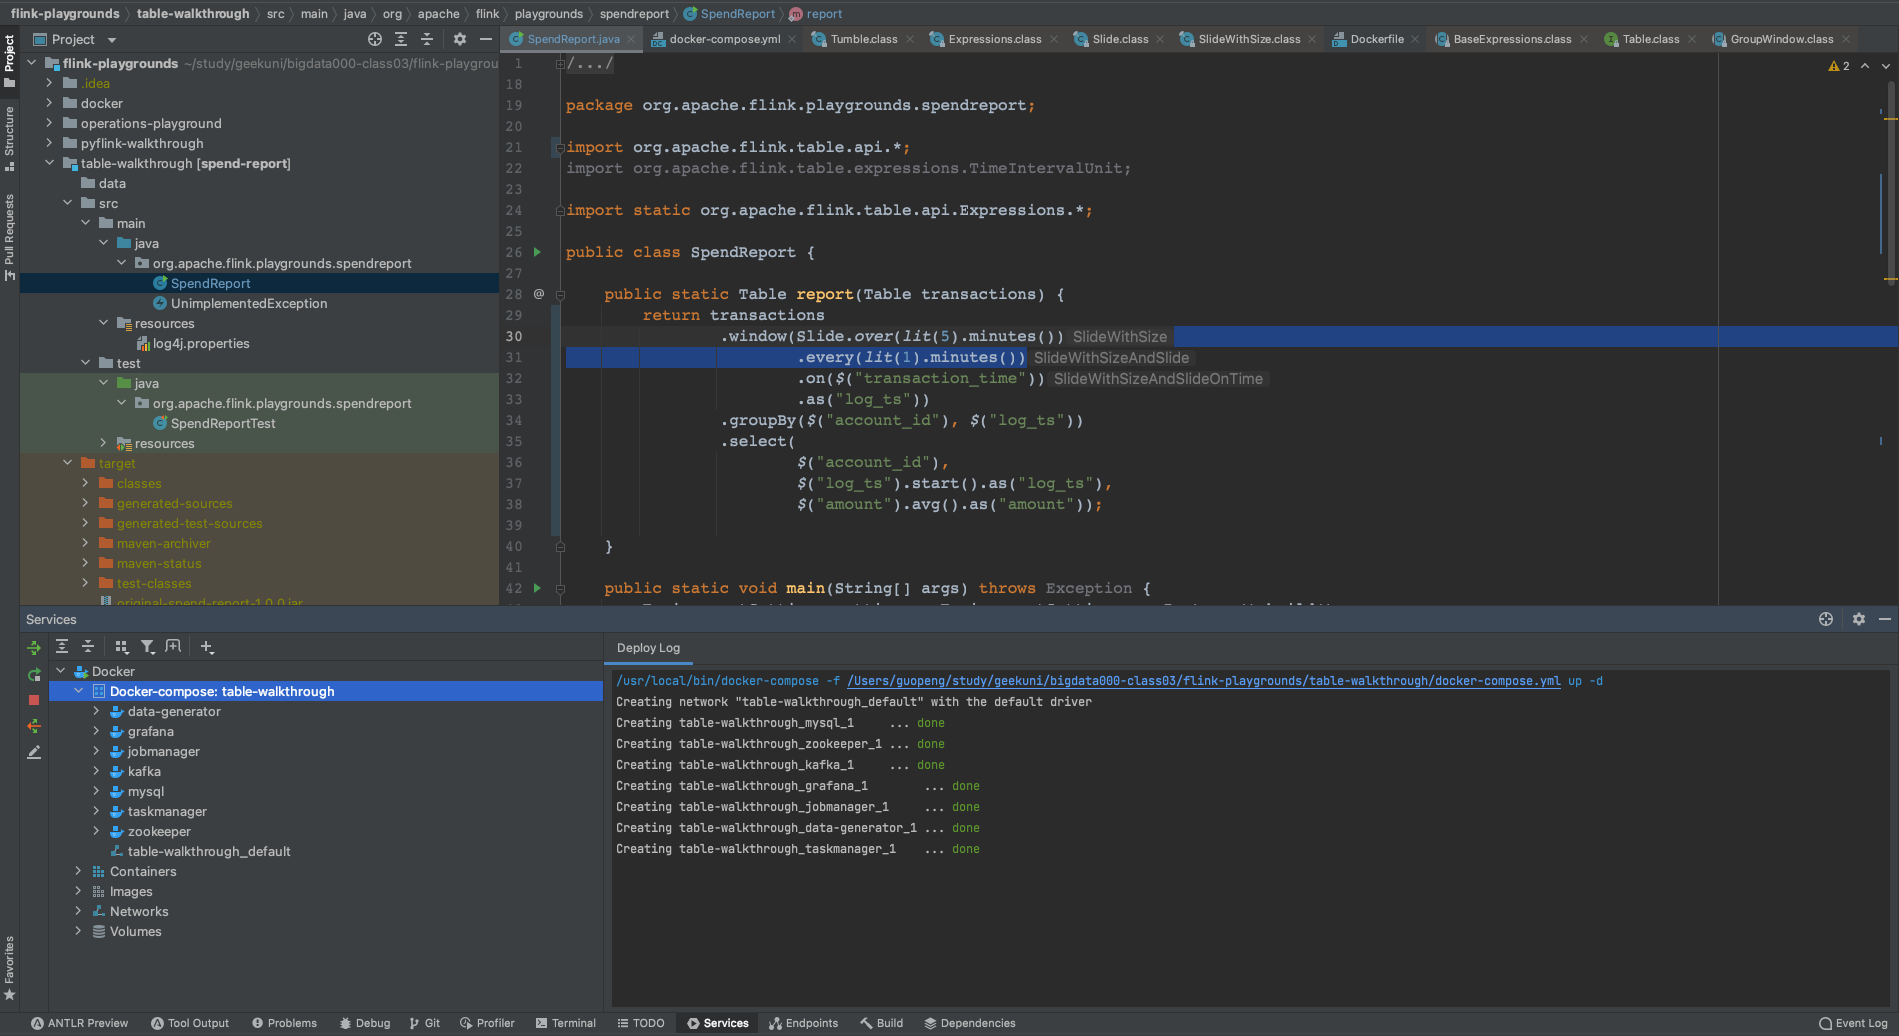 flink-playgrounds table-walkthrough src main java org apache flink playgrounds spendreport SpendReport report
Project
SpendReport.java docker-compose.yml Tumble.class Expressions.class Slide.class SlideWithSize.class Dockerfile BaseExpressions.class Table.class GroupWindow.class
Project
Structure
Pull Requests
Favorites
flink-playgrounds ~/study/geekuni/bigdata000-class03/flink-playgrou
.idea
docker
operations-playground
pyflink-walkthrough
table-walkthrough [spend-report]
data
src
main
java
org.apache.flink.playgrounds.spendreport
SpendReport
UnimplementedException
resources
log4j.properties
test
java
org.apache.flink.playgrounds.spendreport
SpendReportTest
resources
target
classes
generated-sources
generated-test-sources
maven-archiver
maven-status
test-classes
original-spend-report-1.0.0.jar
1 /.../
2
18
19 package org.apache.flink.playgrounds.spendreport;
20
21 import org.apache.flink.table.api.*;
22 import org.apache.flink.table.expressions.TimeIntervalUnit;
23
24 import static org.apache.flink.table.api.Expressions.*;
25
26 public class SpendReport {
27
28 @ public static Table report(Table transactions) {
29 return transactions
30 .window(Slide.over(lit(5).minutes()) SlideWithSize
31 .every(lit(1).minutes()) SlideWithSizeAndSlide
32 .on($("transaction_time")) SlideWithSizeAndSlideOnTime
33 .as("log_ts"))
34 .groupBy($("account_id"), $("log_ts"))
35 .select(
36 $("account_id"),
37 $("log_ts").start().as("log_ts"),
38 $("amount").avg().as("amount"));
39
40 }
41
42 public static void main(String[] args) throws Exception {
Services
Docker
Docker-compose: table-walkthrough
data-generator
grafana
jobmanager
kafka
mysql
taskmanager
zookeeper
table-walkthrough_default
Containers
Images
Networks
Volumes
Deploy Log
/usr/local/bin/docker-compose -f /Users/guopeng/study/geekuni/bigdata000-class03/flink-playgrounds/table-walkthrough/docker-compose.yml up -d
Creating network "table-walkthrough_default" with the default driver
Creating table-walkthrough_mysql_1 ... done
Creating table-walkthrough_zookeeper_1 ... done
Creating table-walkthrough_kafka_1 ... done
Creating table-walkthrough_grafana_1 ... done
Creating table-walkthrough_jobmanager_1 ... done
Creating table-walkthrough_data-generator_1 ... done
Creating table-walkthrough_taskmanager_1 ... done
ANTLR Preview Tool Output Problems Debug Git Profiler Terminal TODO Services Endpoints Build Dependencies Event Log